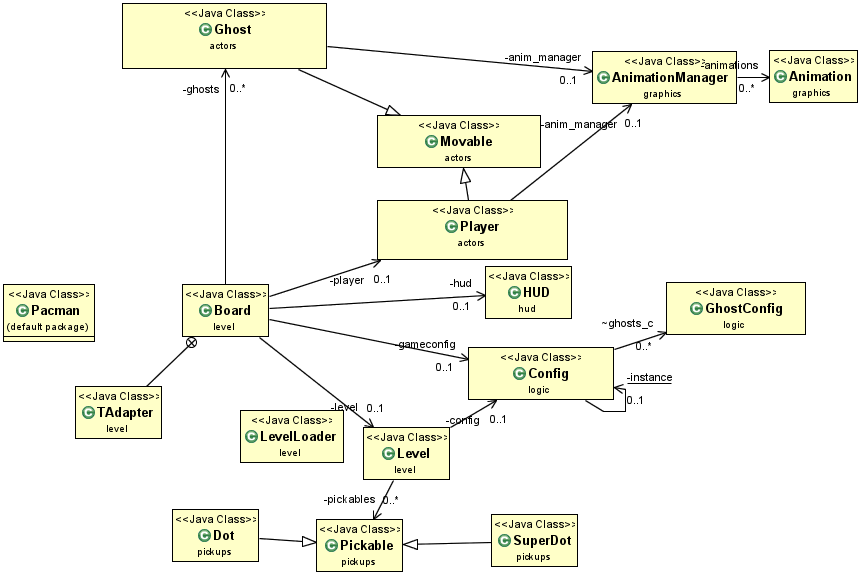 <<Java Class>>
Ghost
actors
-anim_manager
0..1
<<Java Class>>
AnimationManager
graphics
-animations
0..*
<<Java Class>>
Animation
graphics
-ghosts
0..*
<<Java Class>>
Movable
actors
-anim_manager
0..1
<<Java Class>>
Player
actors
-player
0..1
-hud
0..1
<<Java Class>>
HUD
hud
<<Java Class>>
Pacman
(default package)
<<Java Class>>
Board
level
<<Java Class>>
GhostConfig
logic
~ghosts_c
0..*
-gameconfig
0..1
<<Java Class>>
Config
logic
-instance
0..1
<<Java Class>>
TAdapter
level
-level
0..1
<<Java Class>>
LevelLoader
level
-config
0..1
<<Java Class>>
Level
level
-pickables
0..*
<<Java Class>>
Dot
pickups
<<Java Class>>
Pickable
pickups
<<Java Class>>
SuperDot
pickups